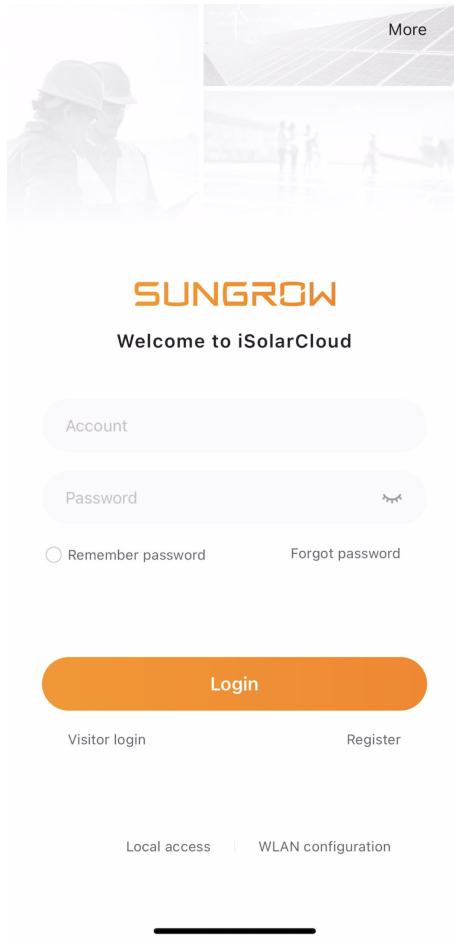 More
SUNGROW
Welcome to iSolarCloud
Account
Password
Remember password
Forgot password
Login
Visitor login
Register
Local access
WLAN configuration